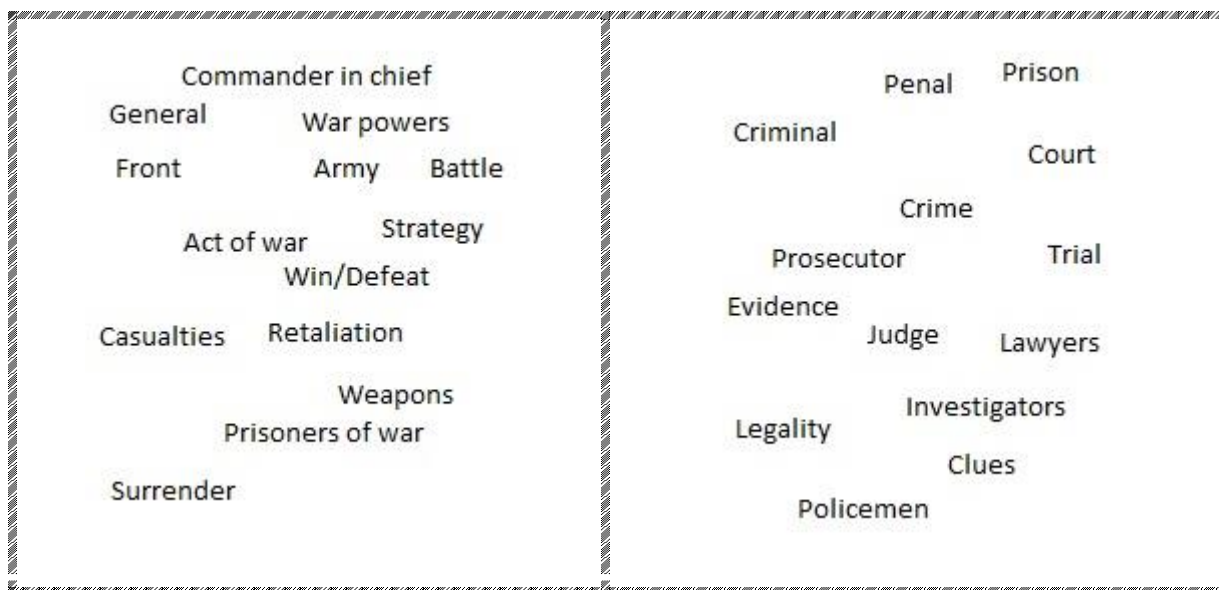 Commander in chief
General
War powers
Front
Army
Battle
Strategy
Act of war
Win/Defeat
Casualties
Retaliation
Weapons
Prisoners of war
Surrender
Penal
Prison
Criminal
Court
Crime
Prosecutor
Trial
Evidence
Judge
Lawyers
Investigators
Legality
Clues
Policemen